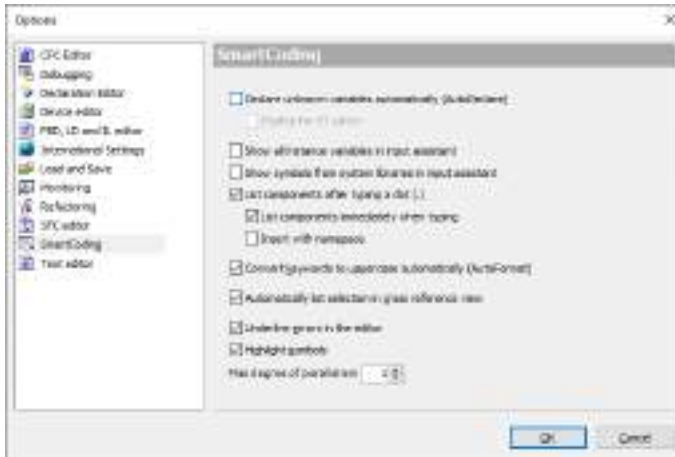 Options
CFC Editor
Debugging
Declaration Editor
Device editor
FBD, LD and IL editor
International Settings
Load and Save
Monitoring
Refactoring
SFC editor
SmartCoding
Text editor
SmartCoding
Declare unknown variables automatically (AutoDeclare)
Show all instance variables in input assistant
Show symbols from system libraries in input assistant
List components after typing a dot (.)
List components immediately when typing
Insert with namespace
Convert keywords to uppercase automatically (AutoFormat)
Automatically list selection in cross reference view
Underline errors in the editor
Highlight symbols
Max degree of parallelism
OK
Cancel